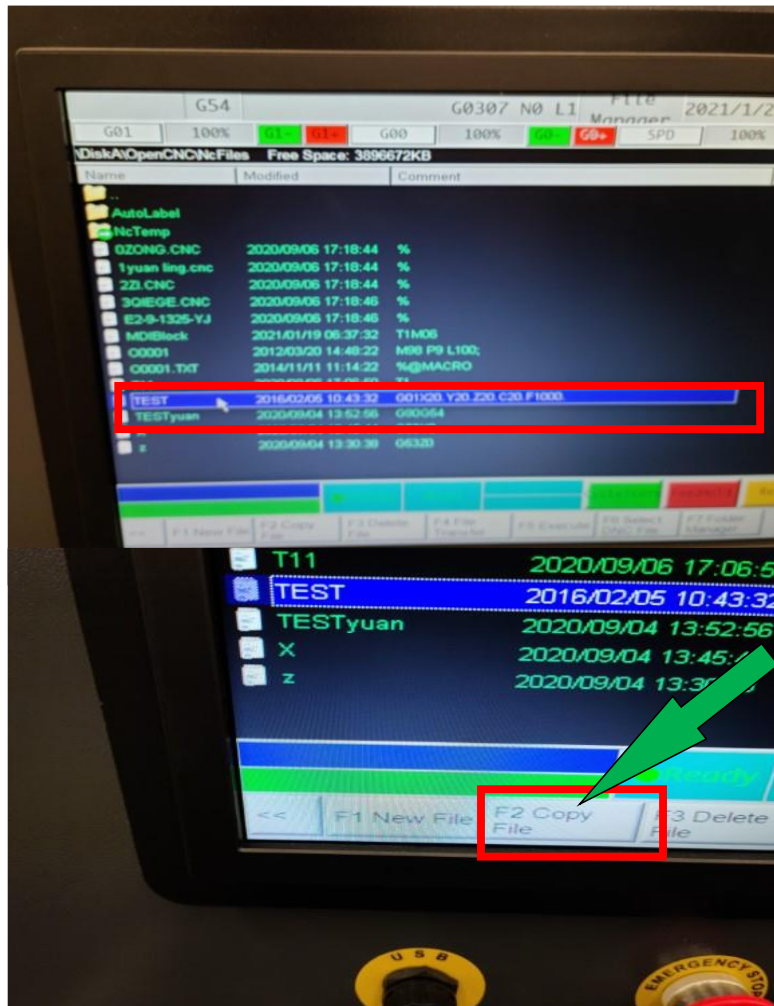 G54 G0307 N0 L1 File Manager 2021/1/2
G01 100% G1- G1+ G00 100% G0- G0+ SPD 100%
\DiskA\OpenCNC\NcFiles Free Space: 3896672KB
Name Modified Comment
..
AutoLabel
NcTemp
0ZONG.CNC 2020/09/06 17:18:44 %
1yuan ling.cnc 2020/09/06 17:18:44 %
2ZI.CNC 2020/09/06 17:18:44 %
3QIEGE.CNC 2020/09/06 17:18:46 %
E2-9-1325-YJ 2020/09/06 17:18:46 %
MDIBlock 2021/01/19 06:37:32 T1M06
O0001 2012/03/20 14:48:22 M98 P9 L100;
O0001.TXT 2014/11/11 11:14:22 %@MACRO
TEST 2016/02/05 10:43:32 G01X20.Y20.Z20.C20.F1000.
TESTyuan 2020/09/04 13:52:56 G90G54
z 2020/09/04 13:30:38 G53Z0
<< F1 New File F2 Copy File F3 Delete File F4 File Transfer F5 Execute F6 Select DNC File F7 Folder Manager
T11 2020/09/06 17:06:5
TEST 2016/02/05 10:43:32
TESTyuan 2020/09/04 13:52:56
X 2020/09/04 13:45:4
z 2020/09/04 13:30
Ready
<< F1 New File F2 Copy File F3 Delete File
USB
EMERGENCY STOP